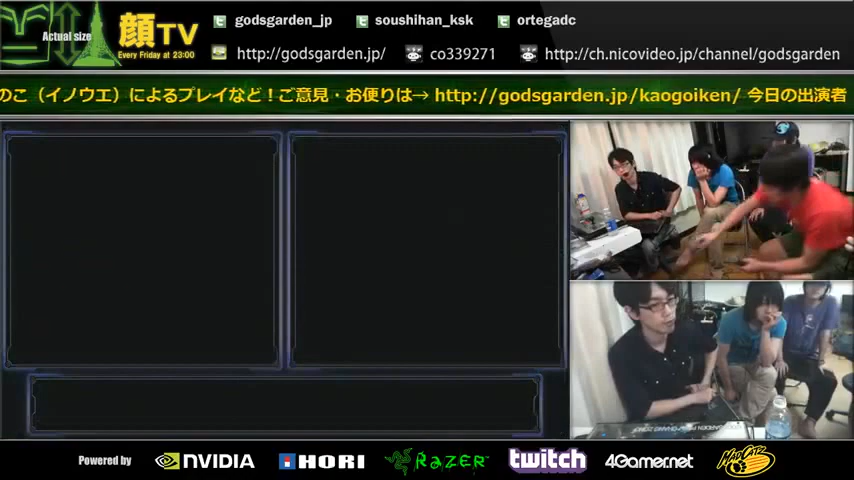 Actual size
顔TV
Every Friday at 23:00
godsgarden_jp
soushihan_ksk
ortegadc
http://godsgarden.jp/
co339271
http://ch.nicovideo.jp/channel/godsgarden
のこ（イノウエ）によるプレイなど！ご意見・お便りは→ http://godsgarden.jp/kaogoiken/ 今日の出演者
Powered by
NVIDIA
HORI
RAZER
twitch
4Gamer.net
MAD CATZ